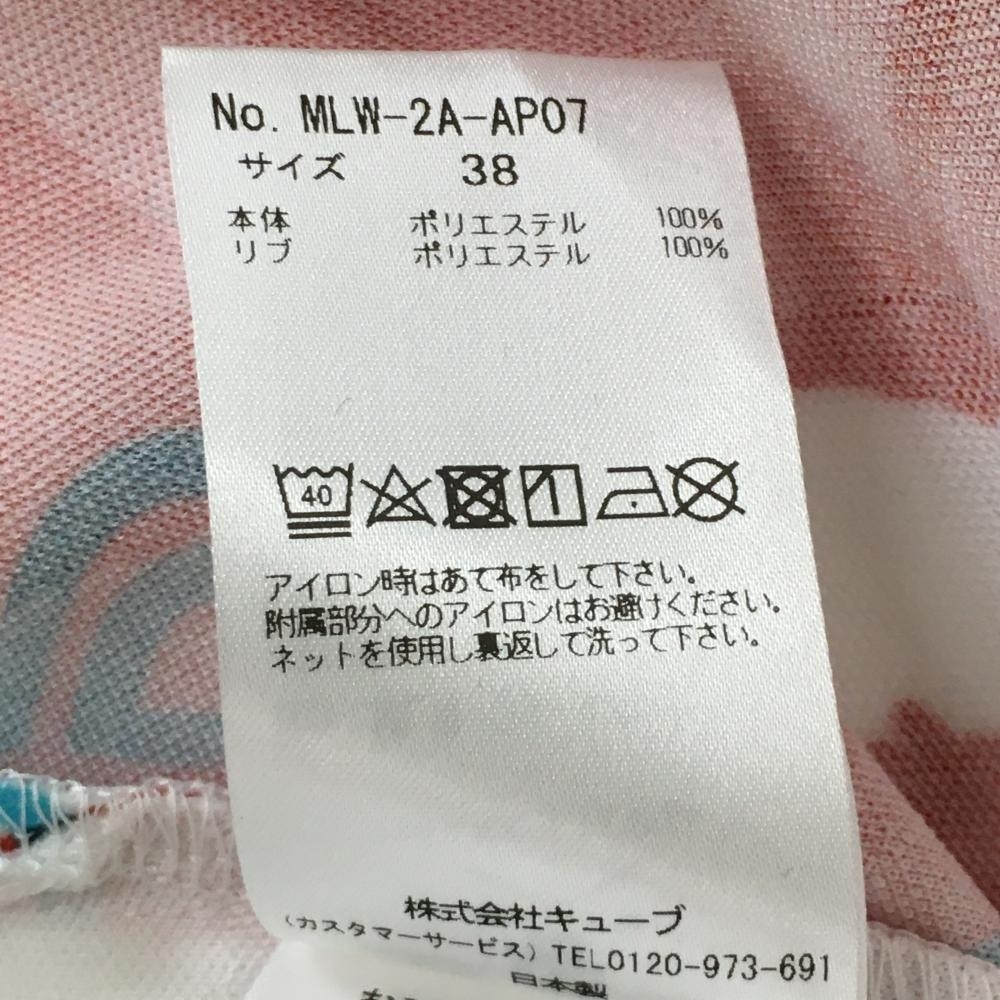 No. MLW-2A-AP07
サイズ 38
本体 ポリエステル 100%
リブ ポリエステル 100%
40
アイロン時はあて布をして下さい。
附属部分へのアイロンはお避けください。
ネットを使用し裏返して洗って下さい。
株式会社キューブ
(カスタマーサービス) TEL0120-973-691
日本製